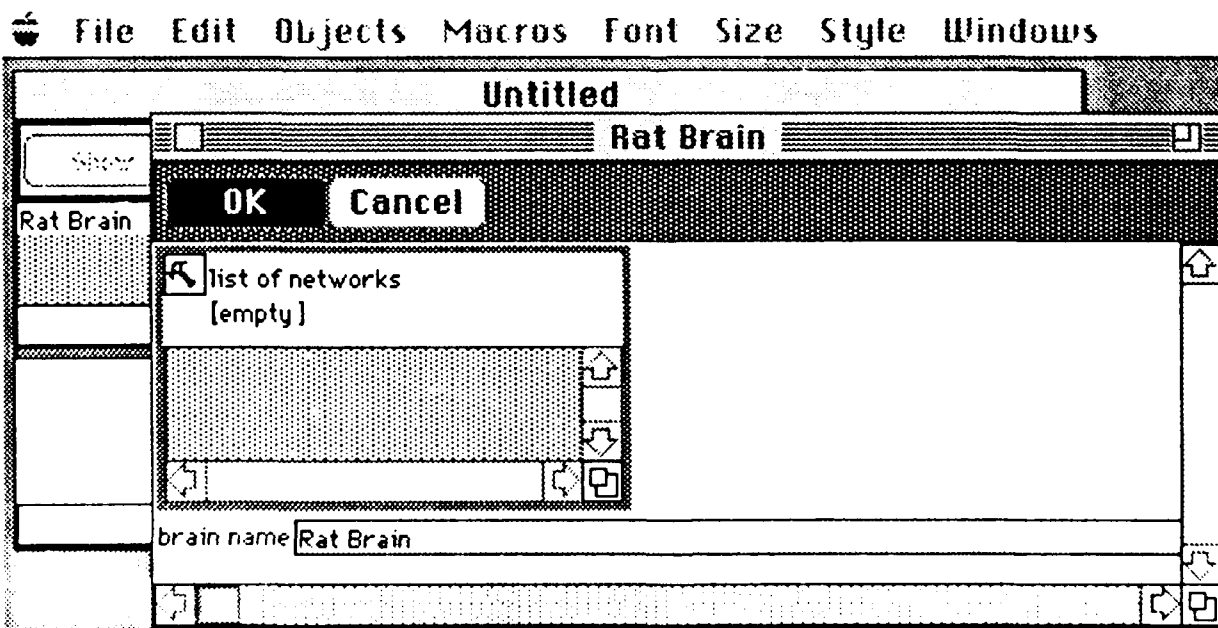 File Edit Objects Macros Font Size Style Windows
Untitled
Rat Brain
OK Cancel
Rat Brain
list of networks
[empty]
brain name Rat Brain